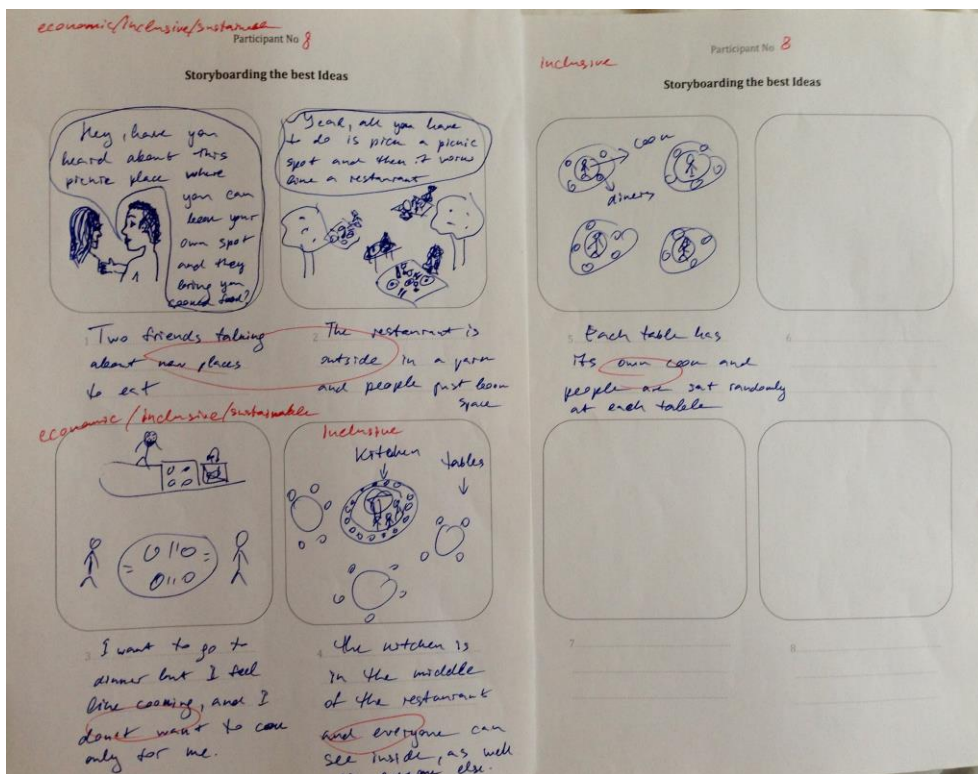 economic/Inclusive/sustainable
Participant No 8
Storyboarding the best Ideas
Hey, have you
heard about this
picnic place where
you can
book your
own spot
and they
bring you
cooked food?
Yeah, all you have
to do is pick a picnic
spot and then it works
like a restaurant
1 Two friends talking
about new places
to eat
2 The restaurant is
outside in a park
and people just book
space
economic / inclusive/sustainable
3 I want to go to
dinner but I feel
like cooking, and I
don't want to cook
only for me.
Inclusive
Kitchen
tables
4 the kitchen is
in the middle
of the restaurant
and everyone can
see inside, as well
else.
Participant No 8
Inclusive
Storyboarding the best Ideas
cook
diners
5 Each table has
its own cook and
people are sat randomly
at each table
6
7
8